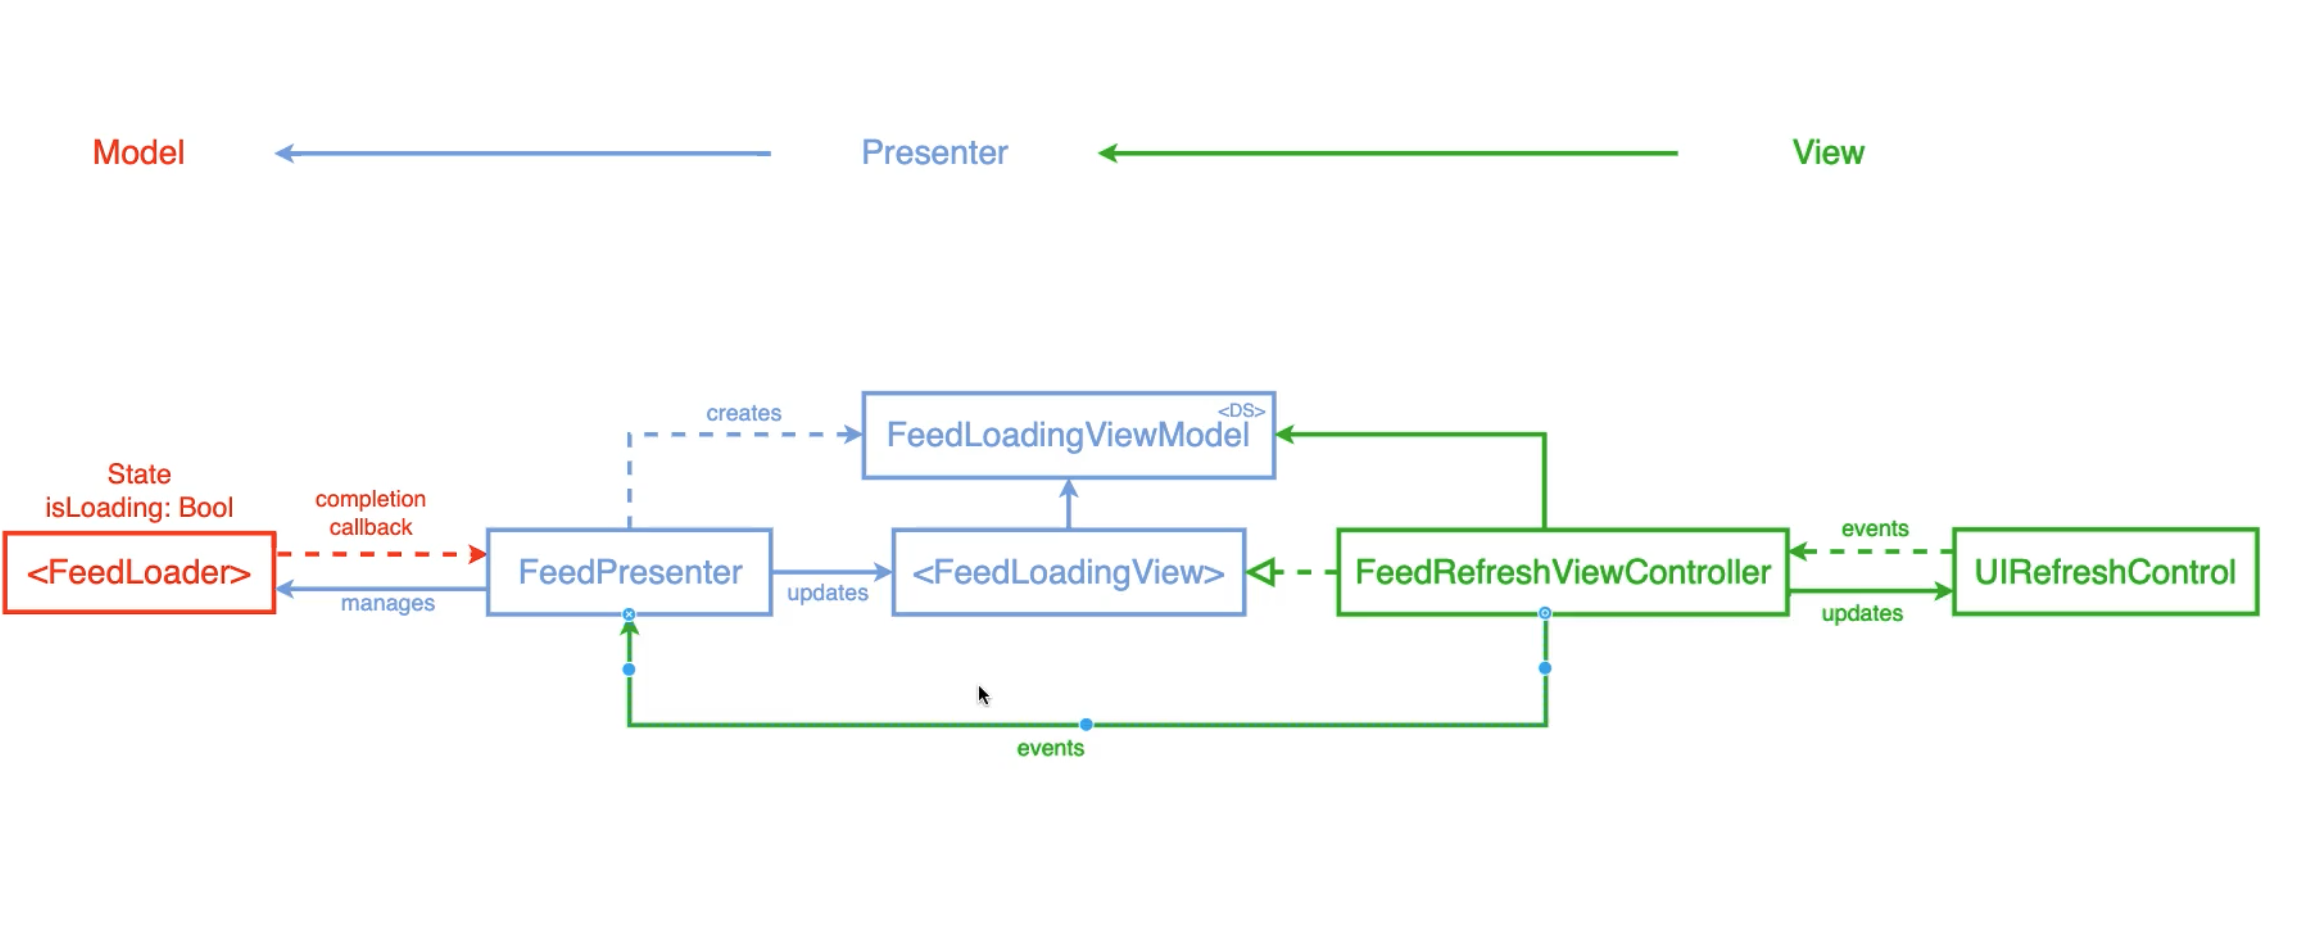 Model
Presenter
View
creates
<DS>
FeedLoadingViewModel
State
isLoading: Bool
completion
callback
events
<FeedLoader>
FeedPresenter
<FeedLoadingView>
FeedRefreshViewController
UIRefreshControl
manages
updates
updates
events